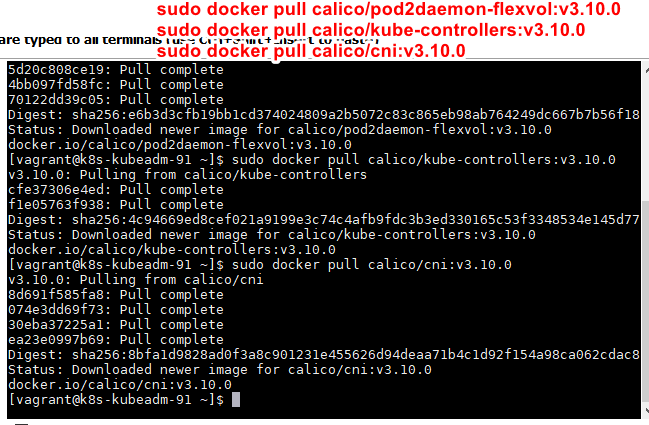 sudo docker pull calico/pod2daemon-flexvol:v3.10.0
sudo docker pull calico/kube-controllers:v3.10.0
are typed to all terminals
sudo docker pull calico/cni:v3.10.0
5d20c808ce19: Pull complete
4bb097fd58fc: Pull complete
70122dd39c05: Pull complete
Digest: sha256:e6b3d3cfb19bb1cd374024809a2b5072c83c865eb98ab764249dc667b7b56f18
Status: Downloaded newer image for calico/pod2daemon-flexvol:v3.10.0
docker.io/calico/pod2daemon-flexvol:v3.10.0
[vagrant@k8s-kubeadm-91 ~]$ sudo docker pull calico/kube-controllers:v3.10.0
v3.10.0: Pulling from calico/kube-controllers
cfe37306e4ed: Pull complete
f1e05763f938: Pull complete
Digest: sha256:4c94669ed8cef021a9199e3c74c4afb9fdc3b3ed330165c53f3348534e145d77
Status: Downloaded newer image for calico/kube-controllers:v3.10.0
docker.io/calico/kube-controllers:v3.10.0
[vagrant@k8s-kubeadm-91 ~]$ sudo docker pull calico/cni:v3.10.0
v3.10.0: Pulling from calico/cni
8d691f585fa8: Pull complete
074e3dd69f73: Pull complete
30eba37225a1: Pull complete
ea23e0997b69: Pull complete
Digest: sha256:8bfa1d9828ad0f3a8c901231e455626d94deaa71b4c1d92f154a98ca062cdac8
Status: Downloaded newer image for calico/cni:v3.10.0
docker.io/calico/cni:v3.10.0
[vagrant@k8s-kubeadm-91 ~]$